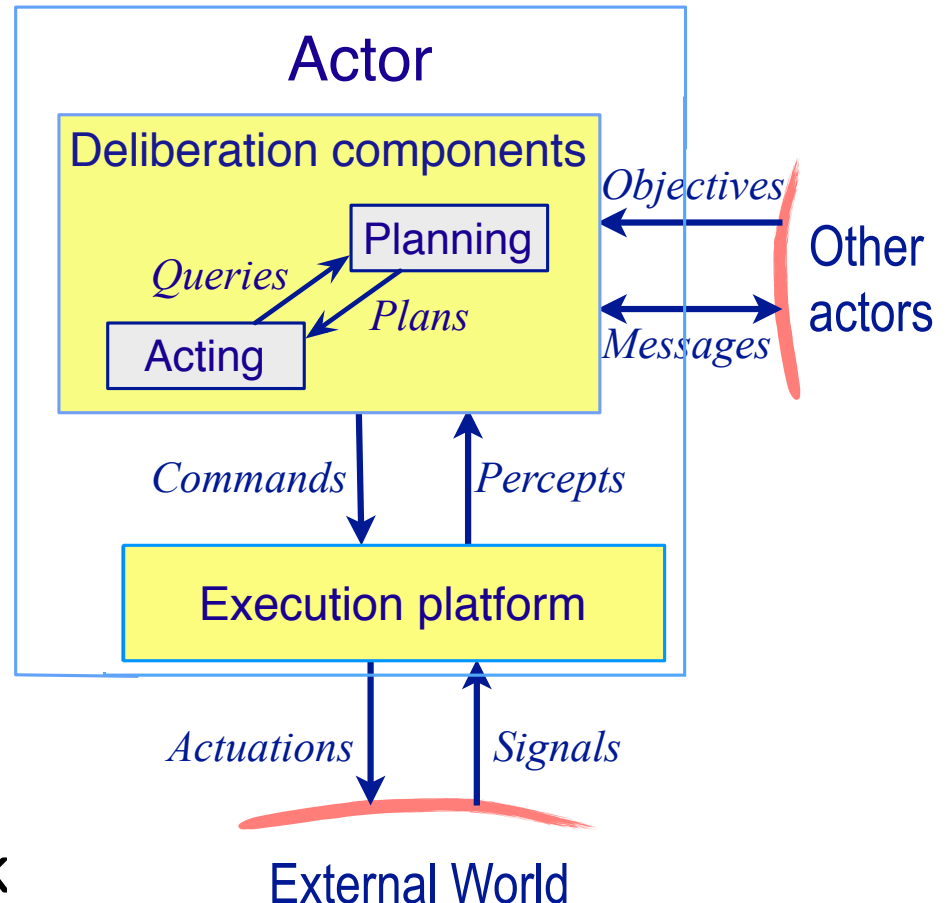 Actor
Deliberation components
Objectives
Planning
Other
actors
Queries
Plans
Messages
Acting
Commands
Percepts
Execution platform
Actuations
Signals
External World